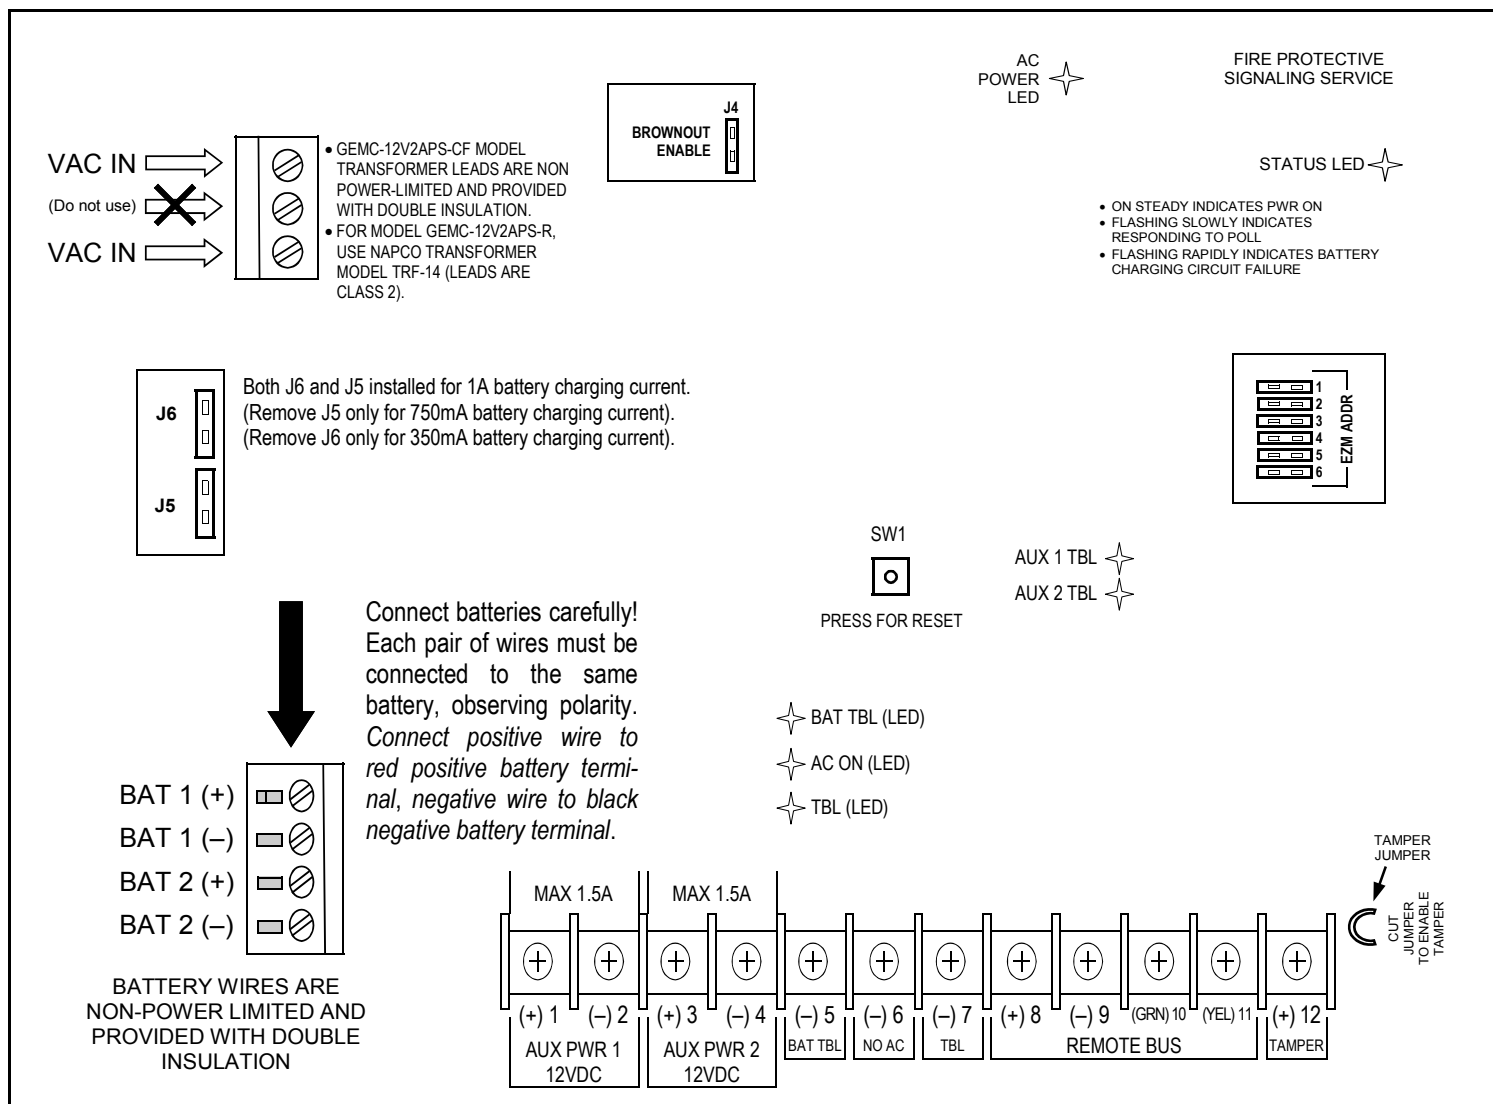 AC
POWER
LED
FIRE PROTECTIVE
SIGNALING SERVICE
J4
BROWNOUT
ENABLE
VAC IN
(Do not use)
VAC IN
• GEMC-12V2APS-CF MODEL
TRANSFORMER LEADS ARE NON
POWER-LIMITED AND PROVIDED
WITH DOUBLE INSULATION.
• FOR MODEL GEMC-12V2APS-R,
USE NAPCO TRANSFORMER
MODEL TRF-14 (LEADS ARE
CLASS 2).
STATUS LED
• ON STEADY INDICATES PWR ON
• FLASHING SLOWLY INDICATES
RESPONDING TO POLL
• FLASHING RAPIDLY INDICATES BATTERY
CHARGING CIRCUIT FAILURE
J6
J5
Both J6 and J5 installed for 1A battery charging current.
(Remove J5 only for 750mA battery charging current).
(Remove J6 only for 350mA battery charging current).
1
2
3
4
5
6
EZM ADDR
SW1
PRESS FOR RESET
AUX 1 TBL
AUX 2 TBL
Connect batteries carefully!
Each pair of wires must be
connected to the same
battery, observing polarity.
Connect positive wire to
red positive battery termi-
nal, negative wire to black
negative battery terminal.
BAT TBL (LED)
AC ON (LED)
TBL (LED)
BAT 1 (+)
BAT 1 (–)
BAT 2 (+)
BAT 2 (–)
BATTERY WIRES ARE
NON-POWER LIMITED AND
PROVIDED WITH DOUBLE
INSULATION
TAMPER
JUMPER
CUT
JUMPER
TO ENABLE
TAMPER
MAX 1.5A
MAX 1.5A
(+) 1
(–) 2
(+) 3
(–) 4
(–) 5
(–) 6
(–) 7
(+) 8
(–) 9
(GRN) 10
(YEL) 11
(+) 12
AUX PWR 1
12VDC
AUX PWR 2
12VDC
BAT TBL
NO AC
TBL
REMOTE BUS
TAMPER